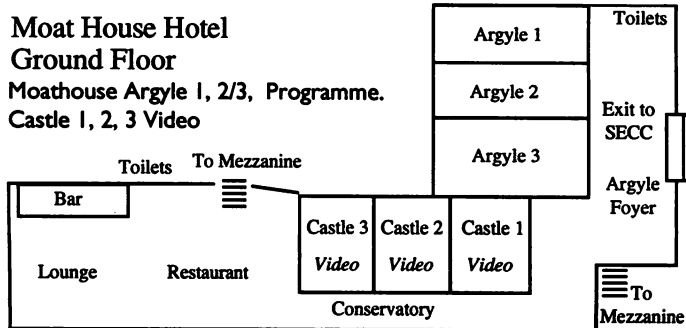 Moat House Hotel
Ground Floor
Moathouse Argyle 1, 2/3, Programme.
Castle 1, 2, 3 Video
Argyle 1
Argyle 2
Argyle 3
Toilets
Exit to
SECC
Argyle
Foyer
To
Mezzanine
Toilets
To Mezzanine
Bar
Lounge
Restaurant
Castle 3
Video
Castle 2
Video
Castle 1
Video
Conservatory